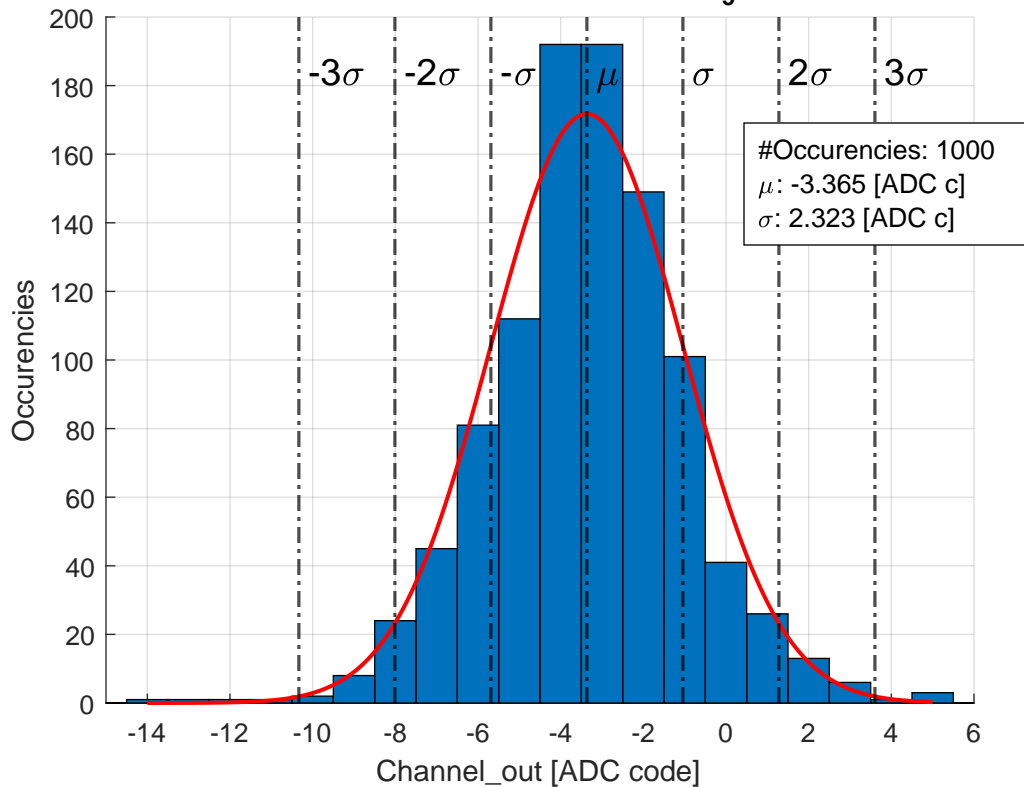 200
180
160
140
120
100
80
60
40
20
0
Occurencies
-3σ -2σ -σ μ σ 2σ 3σ
#Occurencies: 1000
μ: -3.365 [ADC c]
σ: 2.323 [ADC c]
-14 -12 -10 -8 -6 -4 -2 0 2 4 6
Channel_out [ADC code]